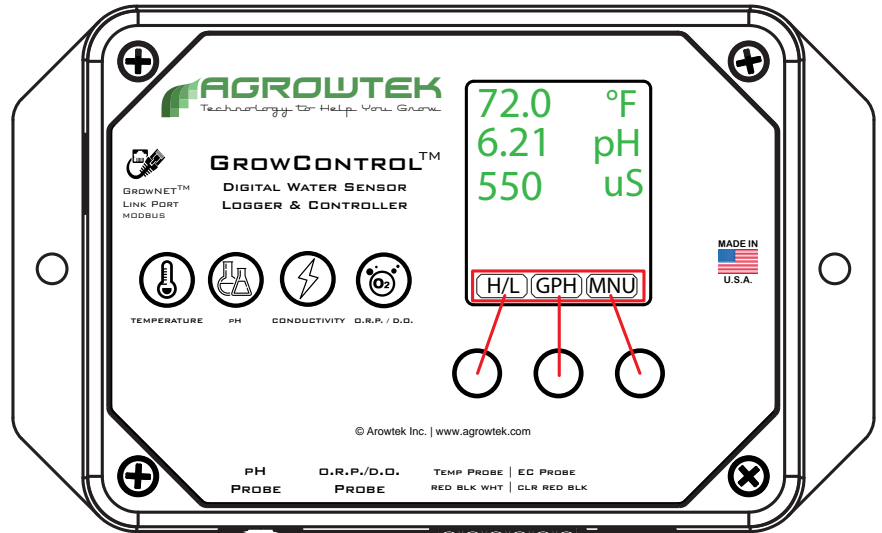 AGROWTEK
Technology to Help You Grow
GROWNET™
LINK PORT
MODBUS
GROWCONTROL™
DIGITAL WATER SENSOR
LOGGER & CONTROLLER
TEMPERATURE
pH
CONDUCTIVITY
O.R.P. / D.O.
O2
72.0 °F
6.21 pH
550 uS
H/L GPH MNU
MADE IN
U.S.A.
© Arowtek Inc. | www.agrowtek.com
pH
PROBE
O.R.P./D.O.
PROBE
TEMP PROBE | EC PROBE
RED BLK WHT | CLR RED BLK